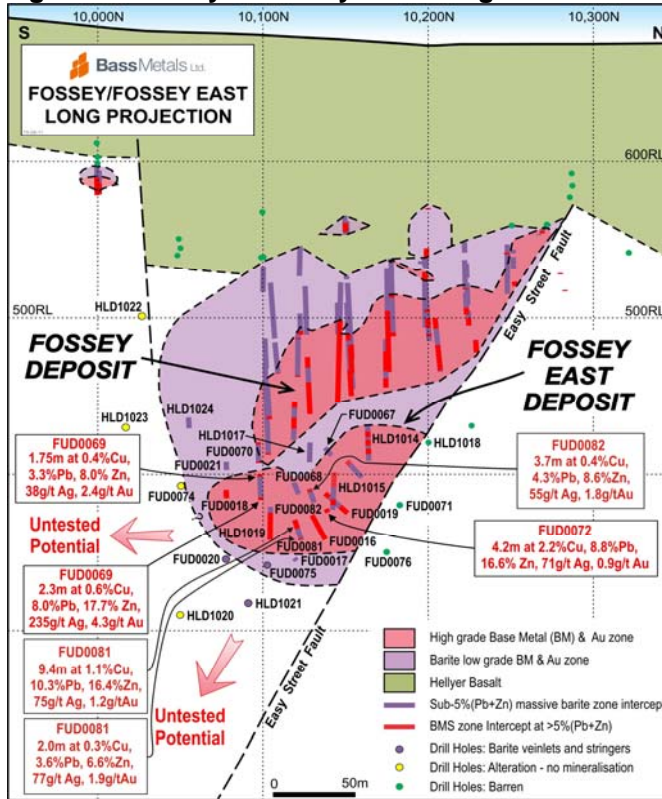 10,000N
10,100N
10,200N
10,300N
S
N
BassMetals Ltd.
FOSSEY/FOSSEY EAST
LONG PROJECTION
600RL
600RL
500RL
500RL
HLD1022
Easy Street Fault
FOSSEY
DEPOSIT
FOSSEY
EAST
DEPOSIT
HLD1023
HLD1024
HLD1017
FUD0070
FUD0021
FUD0067
HLD1014
HLD1018
FUD0069
1.75m at 0.4%Cu,
3.3%Pb, 8.0% Zn,
38g/t Ag, 2.4g/t Au
FUD0082
3.7m at 0.4%Cu,
4.3%Pb, 8.6%Zn,
55g/t Ag, 1.8g/tAu
FUD0074
FUD0068
HLD1015
FUD0018
FUD0082
FUD0019
FUD0071
HLD1019
FUD0081
FUD0016
FUD0072
4.2m at 2.2%Cu, 8.8%Pb,
16.6% Zn, 71g/t Ag, 0.9g/t Au
Untested
Potential
?
FUD0020
FUD0017
FUD0075
FUD0076
FUD0069
2.3m at 0.6%Cu,
8.0%Pb, 17.7% Zn,
235g/t Ag, 4.3g/t Au
HLD1020
HLD1021
FUD0081
9.4m at 1.1%Cu,
10.3%Pb, 16.4%Zn,
75g/t Ag, 1.2g/tAu
Untested
Potential
Easy Street Fault
FUD0081
2.0m at 0.3%Cu,
3.6%Pb, 6.6%Zn,
77g/t Ag, 1.9g/tAu
High grade Base Metal (BM) & Au zone
Barite low grade BM & Au zone
Hellyer Basalt
Sub-5%(Pb+Zn) massive barite zone intercept
BMS zone Intercept at >5%(Pb+Zn)
Drill Holes: Barite veinlets and stringers
Drill Holes: Alteration - no mineralisation
Drill Holes: Barren
0
50m